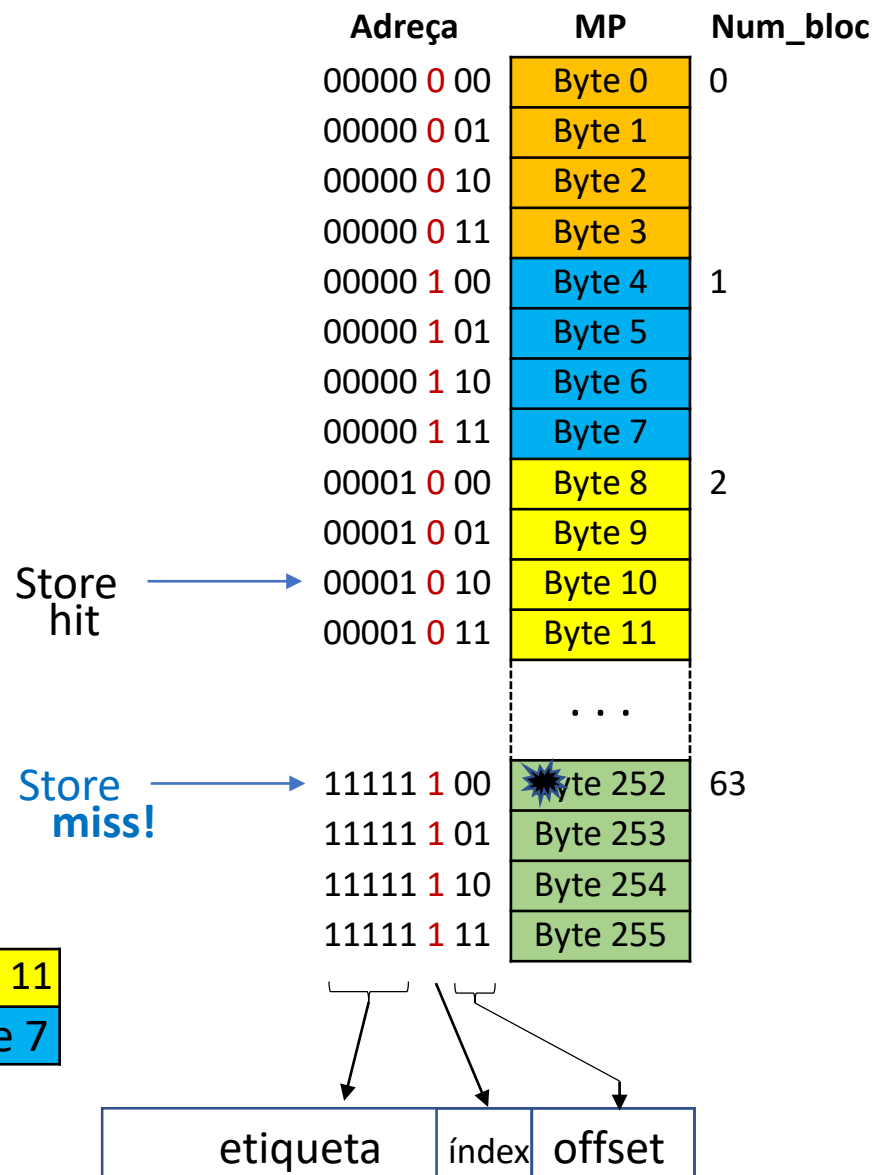 Adreça MP Num_bloc
00000 0 00 Byte 0 0
00000 0 01 Byte 1
00000 0 10 Byte 2
00000 0 11 Byte 3
00000 1 00 Byte 4 1
00000 1 01 Byte 5
00000 1 10 Byte 6
00000 1 11 Byte 7
00001 0 00 Byte 8 2
00001 0 01 Byte 9
Store hit 00001 0 10 Byte 10
00001 0 11 Byte 11
. . .
Store miss! 11111 1 00 yte 252 63
11111 1 01 Byte 253
11111 1 10 Byte 254
11111 1 11 Byte 255
11
e 7
etiqueta índex offset